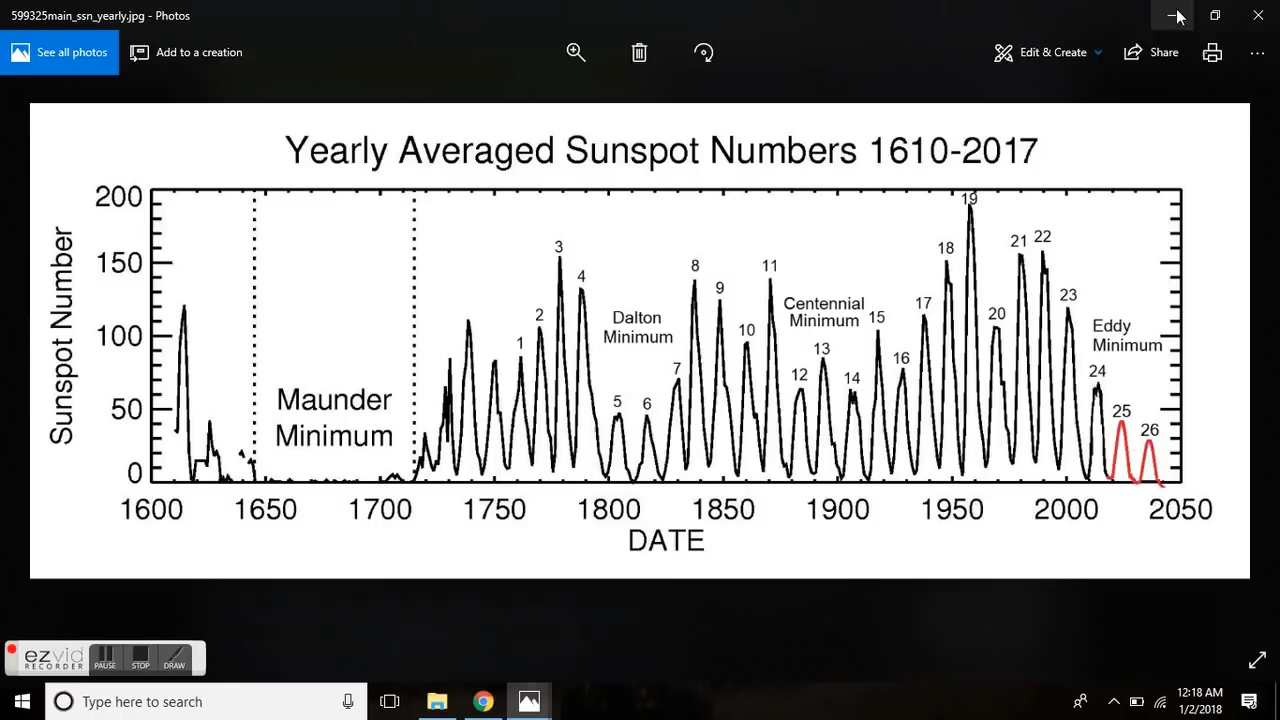 599325main_ssn_yearly.jpg - Photos
See all photos
Add to a creation
Edit & Create
Share
Yearly Averaged Sunspot Numbers 1610-2017
200
150
100
50
0
Sunspot Number
Maunder
Minimum
1
2
3
4
Dalton
Minimum
5
6
7
8
9
10
11
Centennial
Minimum
12
13
14
15
16
17
18
19
20
21
22
23
Eddy
Minimum
24
25
26
1600 1650 1700 1750 1800 1850 1900 1950 2000 2050
DATE
ezvid
RECORDER
PAUSE STOP DRAW
Type here to search
12:18 AM
1/2/2018